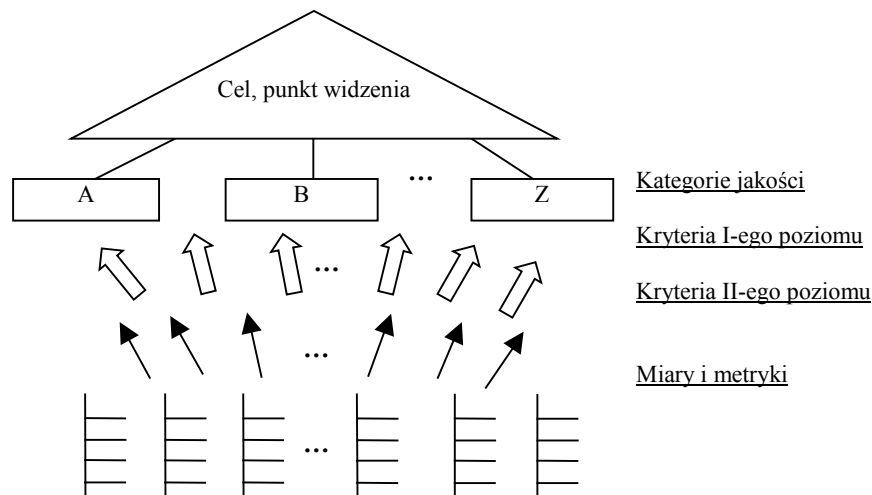 Cel, punkt widzenia
A
B
...
Z
Kategorie jakości
Kryteria I-ego poziomu
...
Kryteria II-ego poziomu
...
Miary i metryki
...